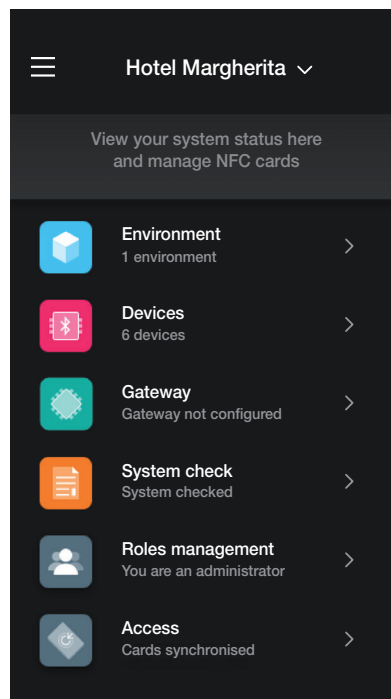 Hotel Margherita
View your system status here
and manage NFC cards
Environment
1 environment
Devices
6 devices
Gateway
Gateway not configured
System check
System checked
Roles management
You are an administrator
Access
Cards synchronised